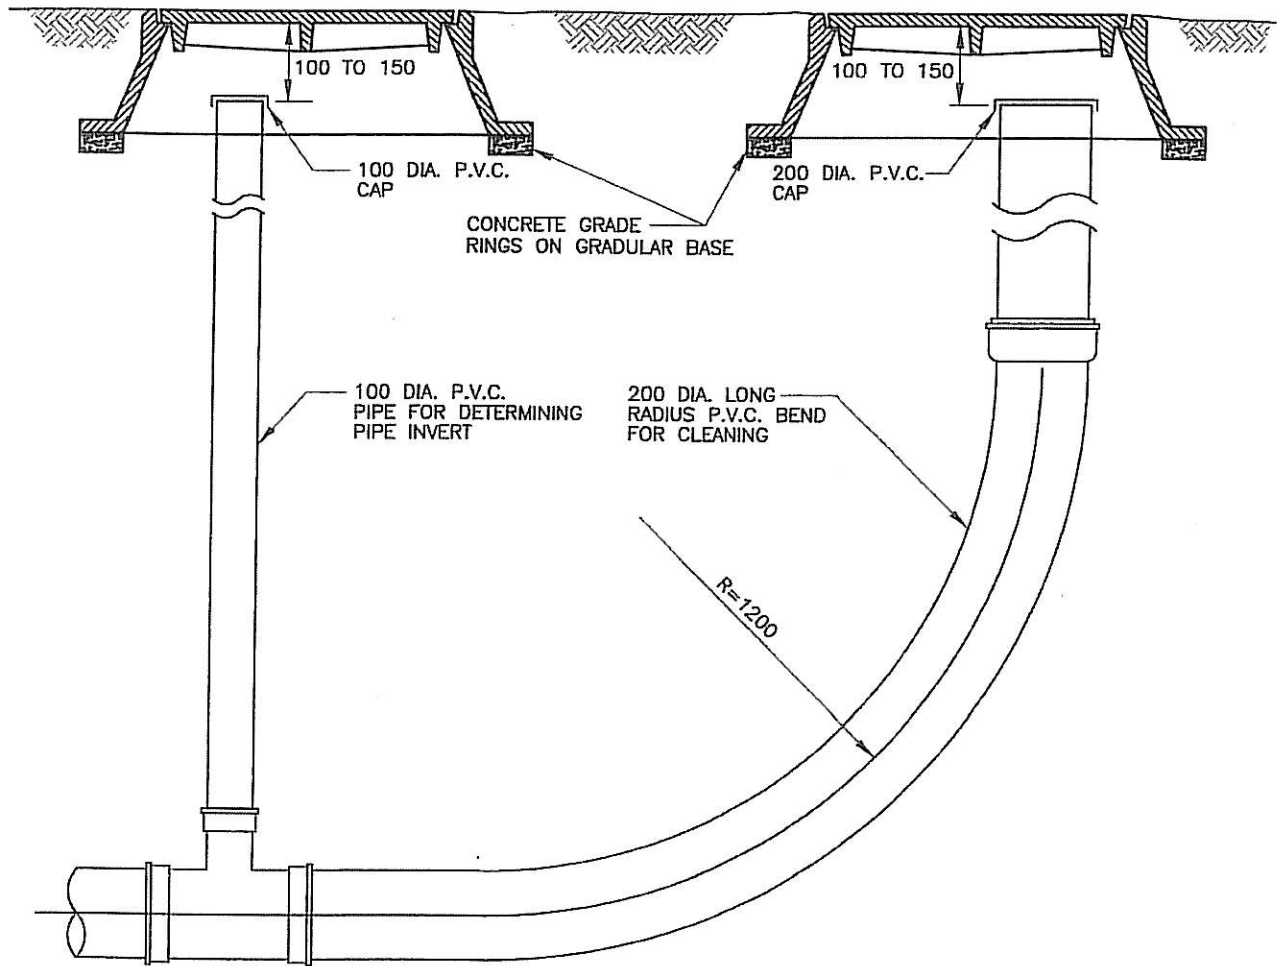 100 TO 150
100 TO 150
100 DIA. P.V.C.
CAP
200 DIA. P.V.C.
CAP
CONCRETE GRADE
RINGS ON GRADULAR BASE
100 DIA. P.V.C.
PIPE FOR DETERMINING
PIPE INVERT
200 DIA. LONG
RADIUS P.V.C. BEND
FOR CLEANING
R=1200